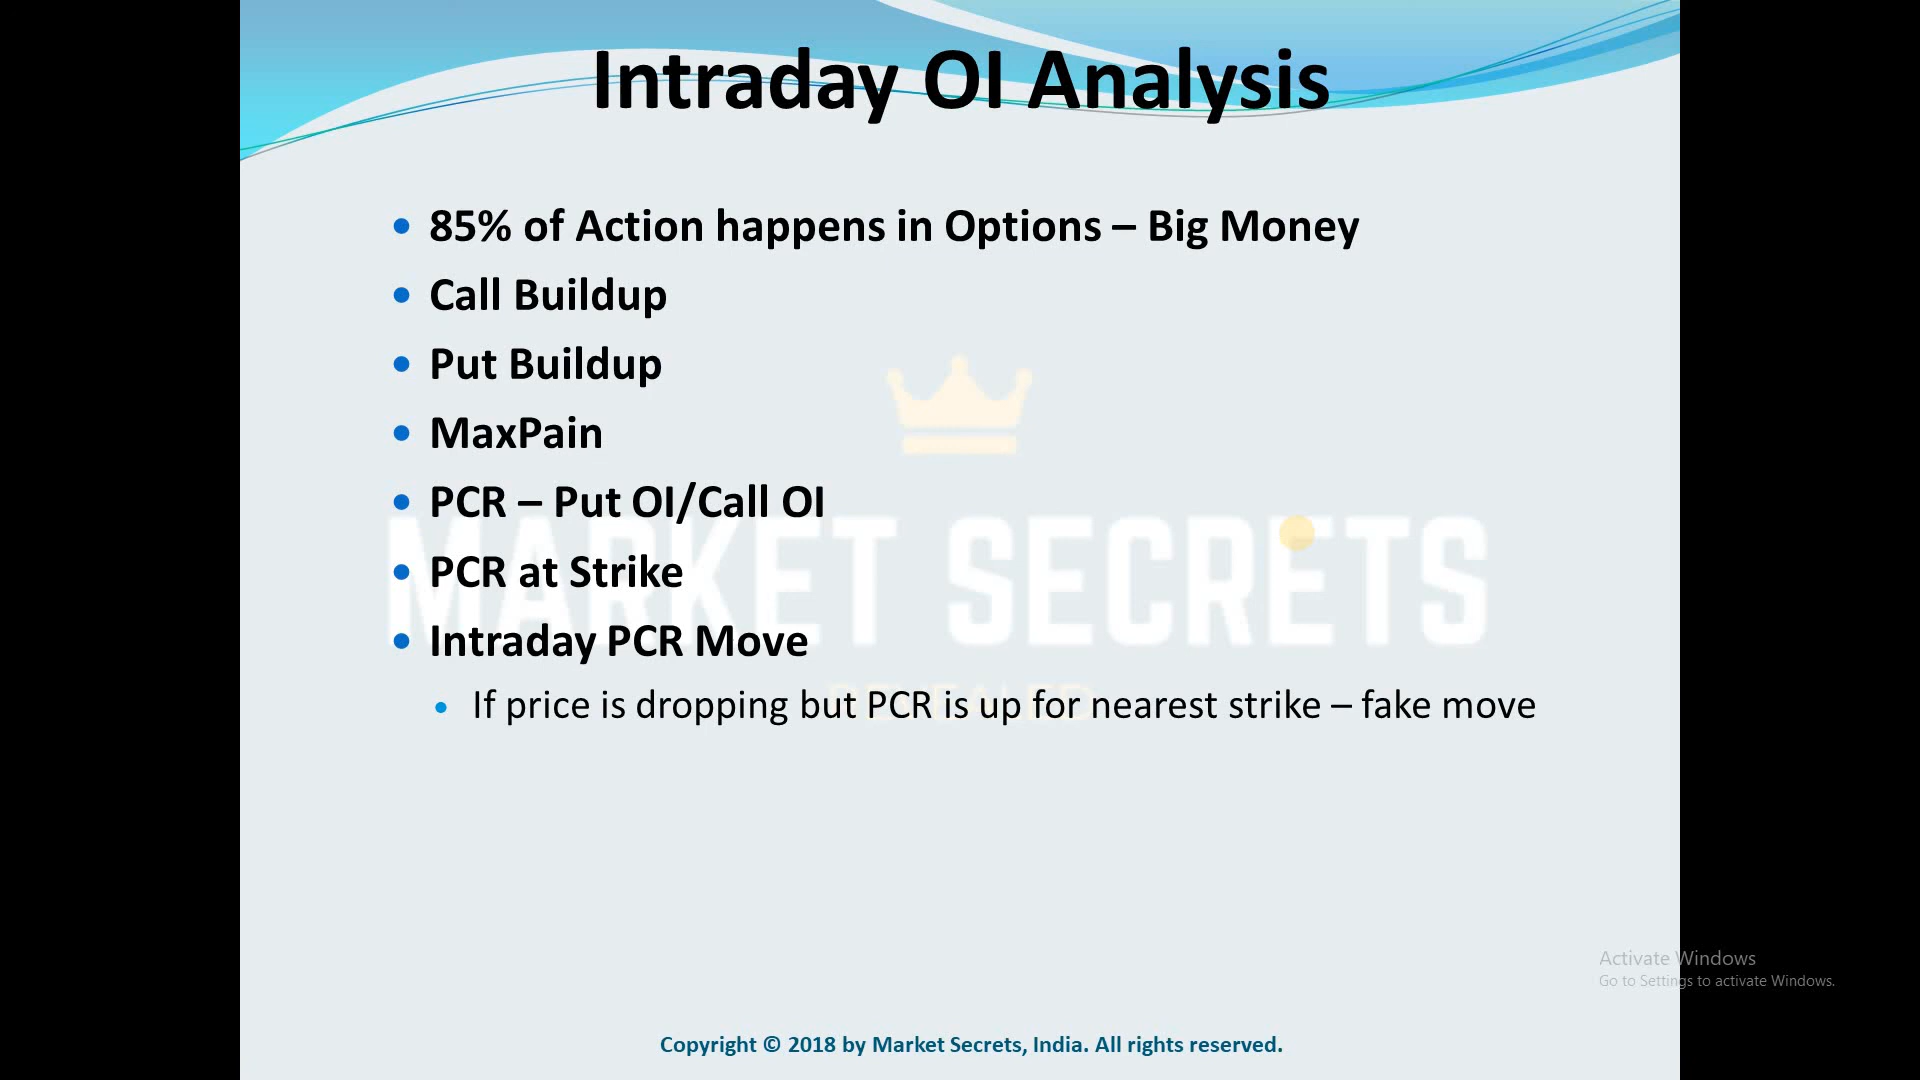 Intraday OI Analysis
85% of Action happens in Options – Big Money
Call Buildup
Put Buildup
MaxPain
PCR – Put OI/Call OI
MARKET SECRETS
PCR at Strike
Intraday PCR Move
REVEALED
If price is dropping but PCR is up for nearest strike – fake move
Activate Windows
Go to Settings to activate Windows.
Copyright © 2018 by Market Secrets, India. All rights reserved.